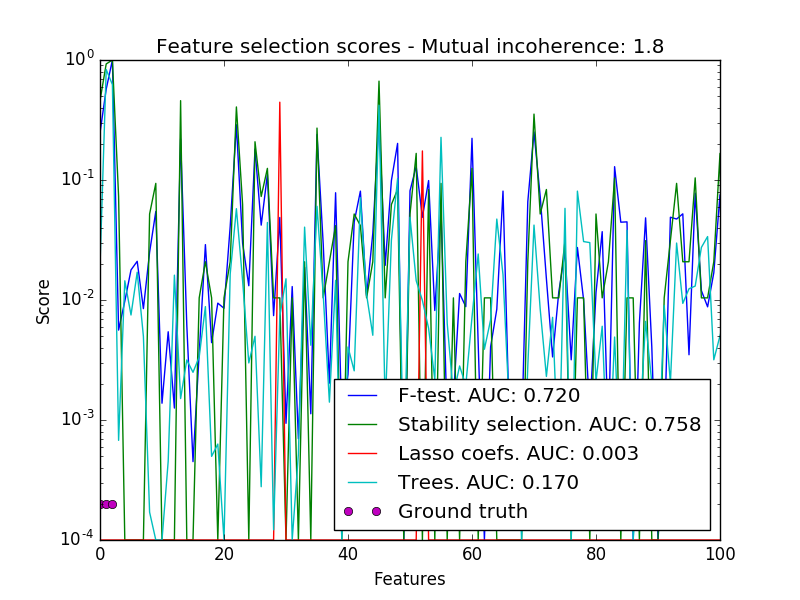 Feature selection scores - Mutual incoherence: 1.8
10^0
10^-1
10^-2
10^-3
10^-4
Score
F-test. AUC: 0.720
Stability selection. AUC: 0.758
Lasso coefs. AUC: 0.003
Trees. AUC: 0.170
Ground truth
0 20 40 60 80 100
Features